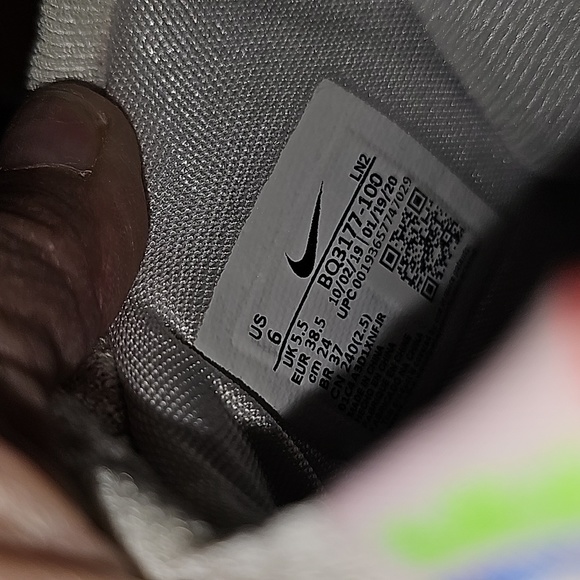 LN2
BQ3177-100
10/02/19 01/19/20
UPC 00193657747029
US
6
UK 5.5
EUR 38.5
cm 24
BR 37
CN 240(2.5)